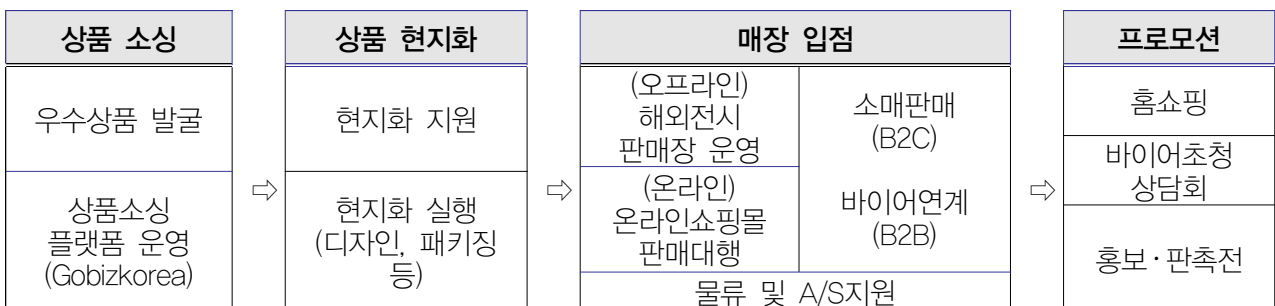 상품 소싱
우수상품 발굴
상품소싱
플랫폼 운영
(Gobizkorea)
⇨
상품 현지화
현지화 지원
현지화 실행
(디자인, 패키징
등)
⇨
매장 입점
(오프라인)
해외전시
판매장 운영
(온라인)
온라인쇼핑몰
판매대행
소매판매
(B2C)
바이어연계
(B2B)
물류 및 A/S지원
⇨
프로모션
홈쇼핑
바이어초청
상담회
홍보·판촉전